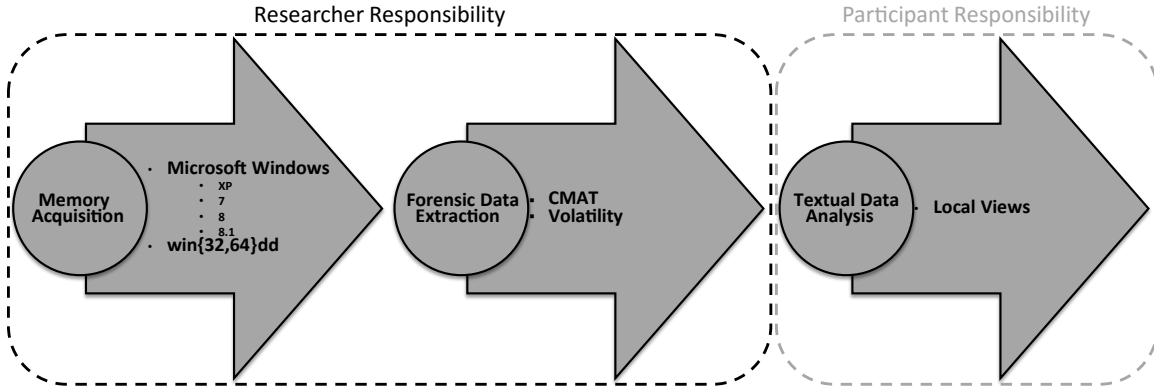 Researcher Responsibility
Participant Responsibility
Memory
Acquisition
• Microsoft Windows
• XP
• 7
• 8
• 8.1
• win{32,64}dd
Forensic Data
Extraction
• CMAT
• Volatility
Textual Data
Analysis
• Local Views